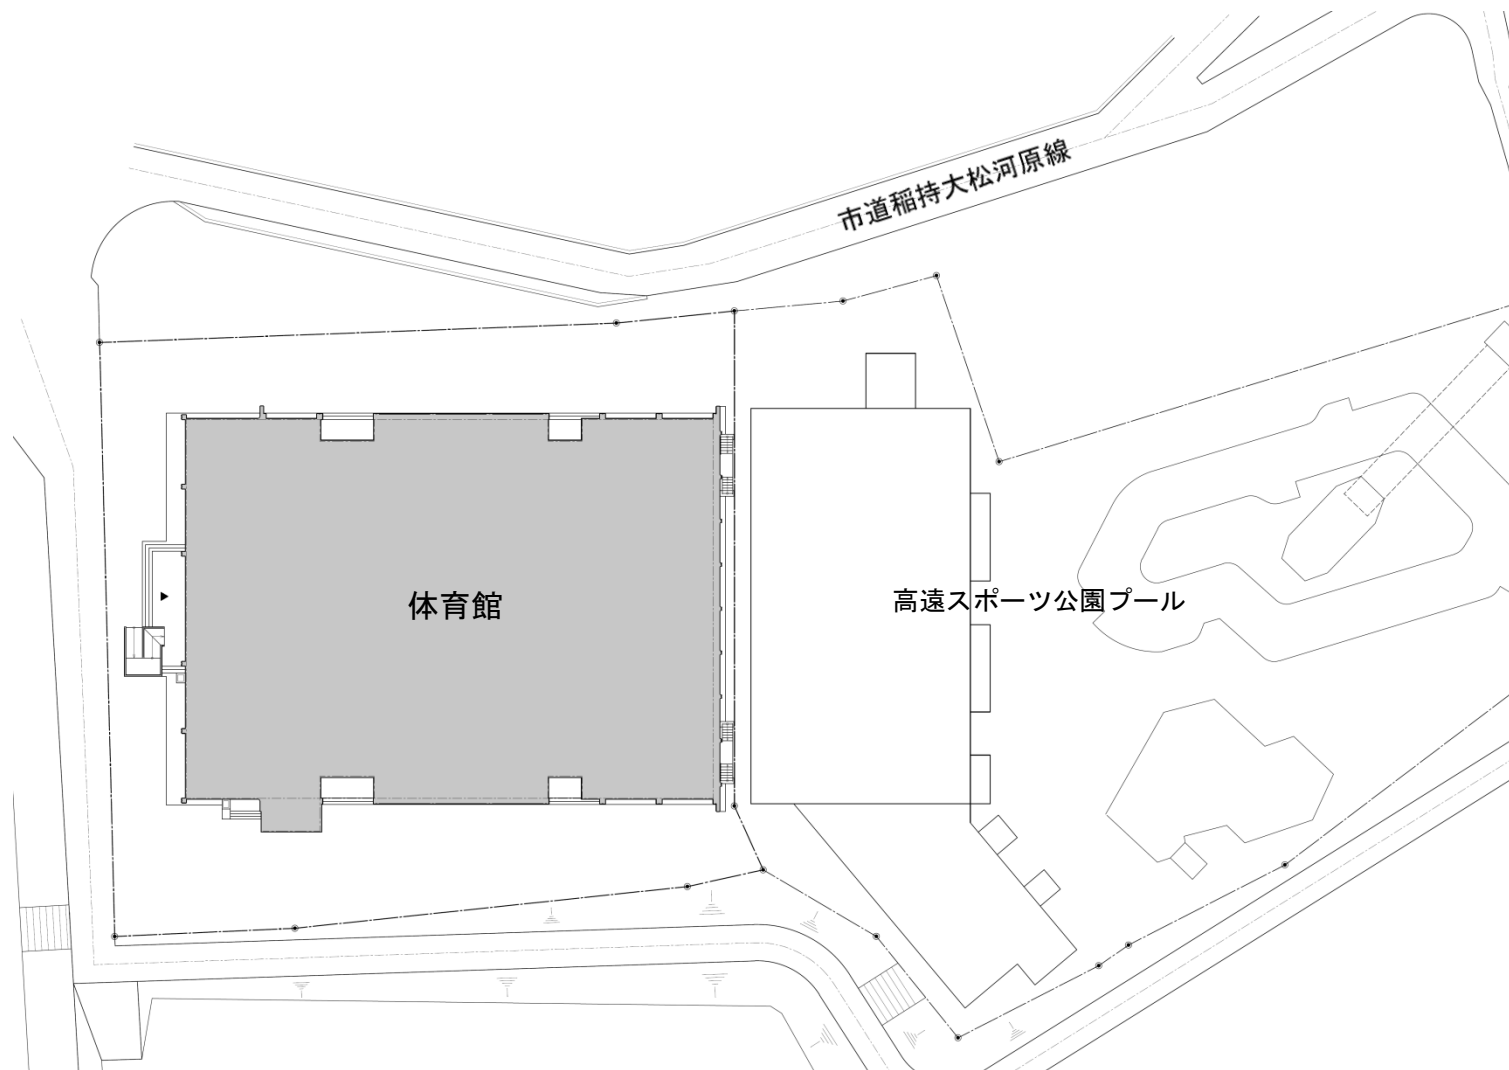 市道稲持大松河原線
体育館
高遠スポーツ公園プール